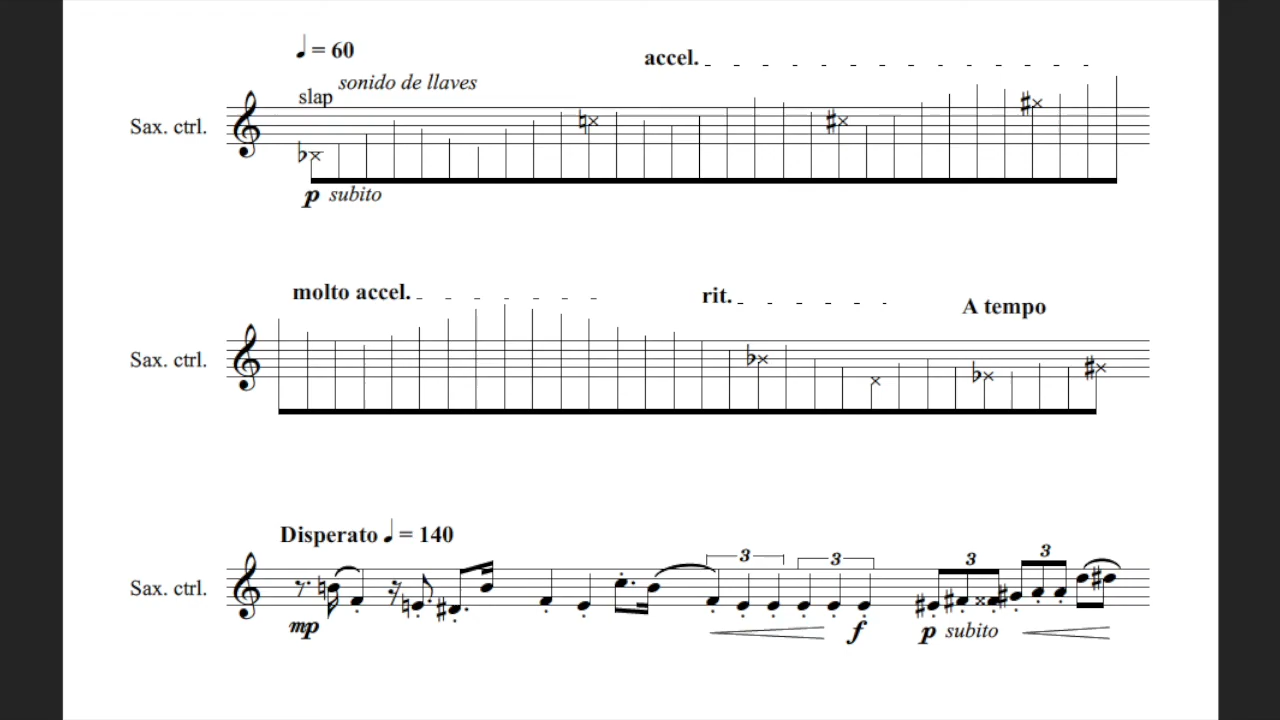 ♩ = 60
accel.
sonido de llaves
slap
Sax. ctrl.
p subito
molto accel.
rit.
A tempo
Sax. ctrl.
Disperato ♩ = 140
3 3 3 3
Sax. ctrl.
mp f p subito